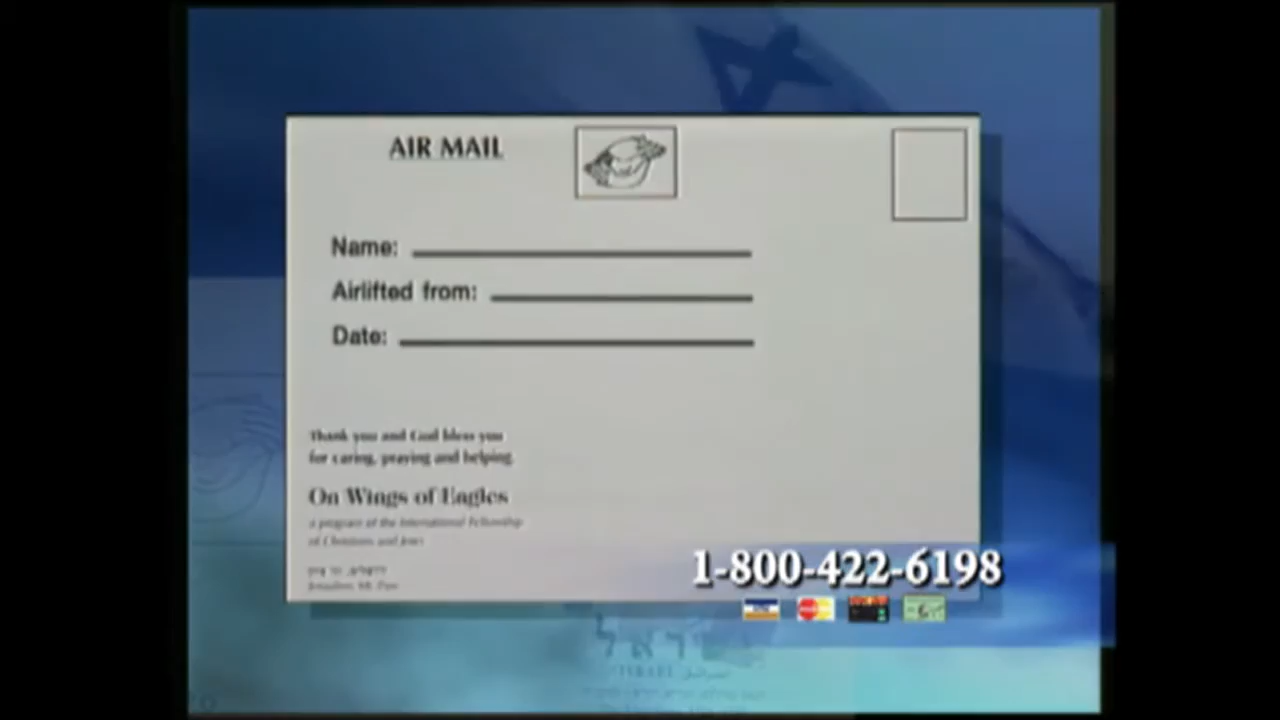 AIR MAIL
Name:
Airlifted from:
Date:
Thank you and God bless you
for caring, praying and helping.
On Wings of Eagles
a program of the International Fellowship
of Christians and Jews
1-800-422-6198
ISRAEL